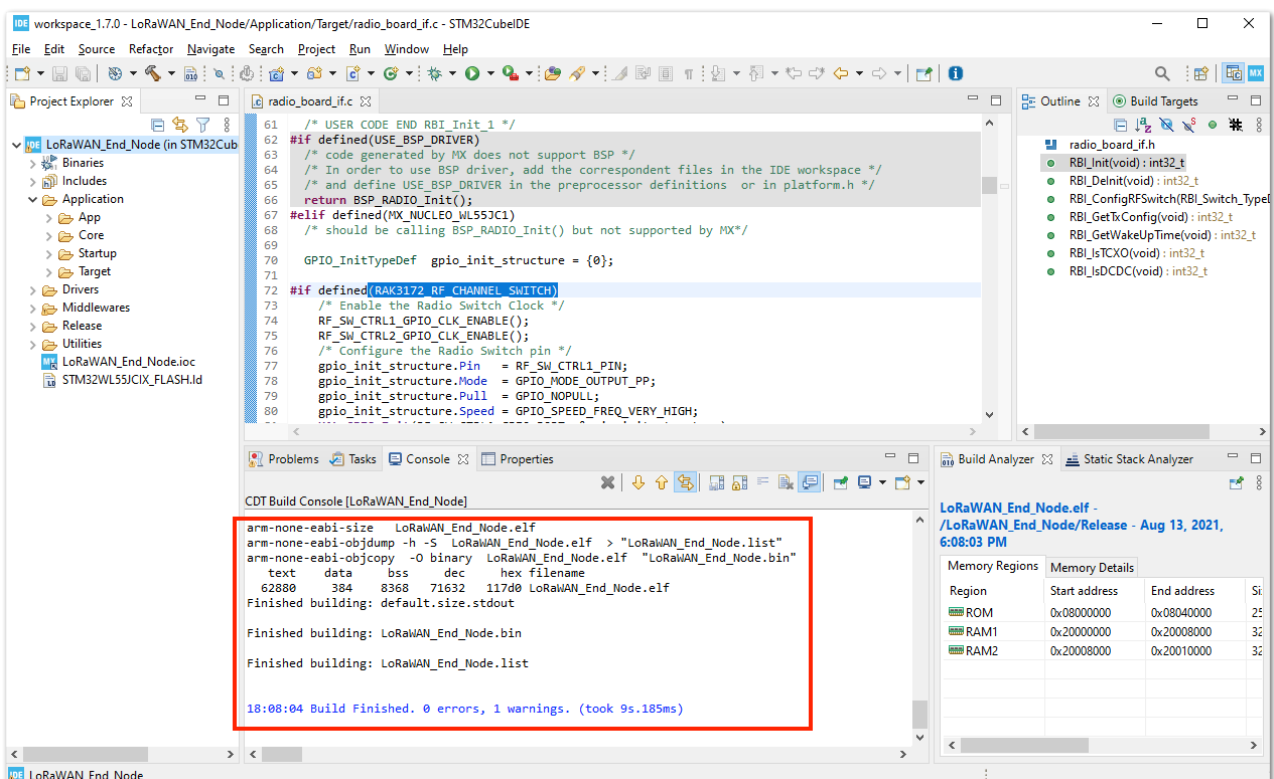 workspace_1.7.0 - LoRaWAN_End_Node/Application/Target/radio_board_if.c - STM32CubeIDE
File Edit Source Refactor Navigate Search Project Run Window Help
Project Explorer
LoRaWAN_End_Node (in STM32Cub
Binaries
Includes
Application
App
Core
Startup
Target
Drivers
Middlewares
Release
Utilities
LoRaWAN_End_Node.ioc
STM32WL55JCIX_FLASH.ld
radio_board_if.c
61 /* USER CODE END RBI_Init_1 */
62 #if defined(USE_BSP_DRIVER)
63 /* code generated by MX does not support BSP */
64 /* In order to use BSP driver, add the correspondent files in the IDE workspace */
65 /* and define USE_BSP_DRIVER in the preprocessor definitions or in platform.h */
66 return BSP_RADIO_Init();
67 #elif defined(MX_NUCLEO_WL55JC1)
68 /* should be calling BSP_RADIO_Init() but not supported by MX*/
69
70 GPIO_InitTypeDef gpio_init_structure = {0};
71
72 #if defined(RAK3172_RF_CHANNEL_SWITCH)
73 /* Enable the Radio Switch Clock */
74 RF_SW_CTRL1_GPIO_CLK_ENABLE();
75 RF_SW_CTRL2_GPIO_CLK_ENABLE();
76 /* Configure the Radio Switch pin */
77 gpio_init_structure.Pin = RF_SW_CTRL1_PIN;
78 gpio_init_structure.Mode = GPIO_MODE_OUTPUT_PP;
79 gpio_init_structure.Pull = GPIO_NOPULL;
80 gpio_init_structure.Speed = GPIO_SPEED_FREQ_VERY_HIGH;
Outline Build Targets
radio_board_if.h
RBI_Init(void) : int32_t
RBI_DeInit(void) : int32_t
RBI_ConfigRFSwitch(RBI_Switch_TypeD
RBI_GetTxConfig(void) : int32_t
RBI_GetWakeUpTime(void) : int32_t
RBI_IsTCXO(void) : int32_t
RBI_IsDCDC(void) : int32_t
Problems Tasks Console Properties
CDT Build Console [LoRaWAN_End_Node]
arm-none-eabi-size LoRaWAN_End_Node.elf
arm-none-eabi-objdump -h -S LoRaWAN_End_Node.elf > "LoRaWAN_End_Node.list"
arm-none-eabi-objcopy -O binary LoRaWAN_End_Node.elf "LoRaWAN_End_Node.bin"
text data bss dec hex filename
62880 384 8368 71632 117d0 LoRaWAN_End_Node.elf
Finished building: default.size.stdout
Finished building: LoRaWAN_End_Node.bin
Finished building: LoRaWAN_End_Node.list
18:08:04 Build Finished. 0 errors, 1 warnings. (took 9s.185ms)
Build Analyzer Static Stack Analyzer
LoRaWAN_End_Node.elf -
/LoRaWAN_End_Node/Release - Aug 13, 2021,
6:08:03 PM
Memory Regions Memory Details
Region Start address End address Si
ROM 0x08000000 0x08040000 25
RAM1 0x20000000 0x20008000 32
RAM2 0x20008000 0x20010000 32
LoRaWAN_End_Node